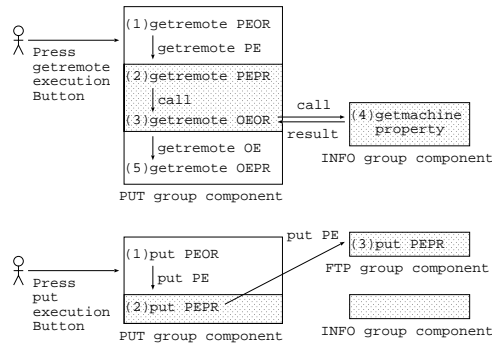 (1)getremote PEOR
getremote PE
Press
getremote
execution
Button
(2)getremote PEPR
call
(3)getremote OEOR
call
result
(4)getmachine
property
INFO group component
getremote OE
(5)getremote OEPR
PUT group component
(1)put PEOR
put PE
Press
put
execution
Button
(2)put PEPR
PUT group component
put PE
(3)put PEPR
FTP group component
INFO group component